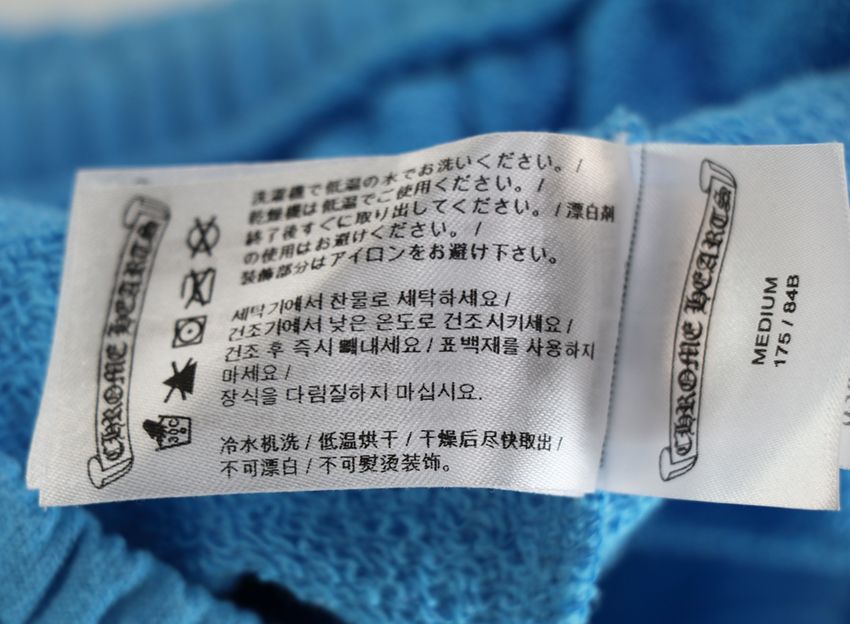 CHROME HEARTS
洗濯機で低温の水でお洗いください。/
乾燥機は低温でご使用ください。/
終了後すぐに取り出してください。/ 漂白剤
の使用はお避けください。/
装飾部分はアイロンをお避け下さい。
세탁기에서 찬물로 세탁하세요 /
건조기에서 낮은 온도로 건조시키세요 /
건조 후 즉시 빼내세요 / 표백제를 사용하지
마세요 /
장식을 다림질하지 마십시요.
冷水机洗 / 低温烘干 / 干燥后尽快取出 /
不可漂白 / 不可熨烫装饰。
30C
CHROME HEARTS
MEDIUM
175 / 84B